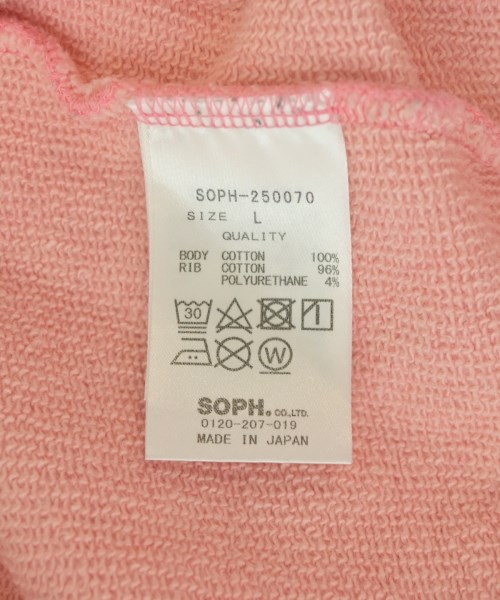 SOPH-250070
SIZE L
QUALITY
BODY COTTON 100%
RIB COTTON 96%
POLYURETHANE 4%
30
W
SOPH. CO.,LTD.
0120-207-019
MADE IN JAPAN